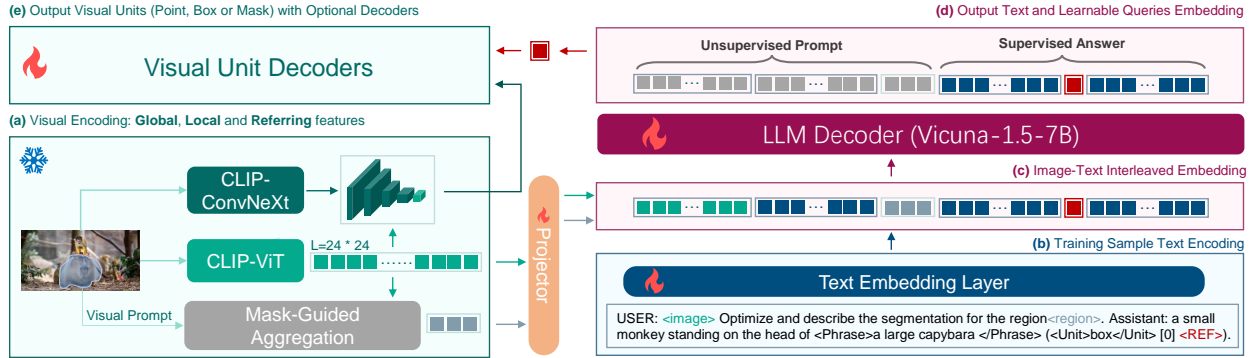 (e) Output Visual Units (Point, Box or Mask) with Optional Decoders
Visual Unit Decoders
(a) Visual Encoding: Global, Local and Referring features
CLIP-
ConvNeXt
CLIP-ViT
L=24 * 24
Visual Prompt
Mask-Guided
Aggregation
Projector
(d) Output Text and Learnable Queries Embedding
Unsupervised Prompt
Supervised Answer
LLM Decoder (Vicuna-1.5-7B)
(c) Image-Text Interleaved Embedding
(b) Training Sample Text Encoding
Text Embedding Layer
USER: <image> Optimize and describe the segmentation for the region<region>. Assistant: a small
monkey standing on the head of <Phrase>a large capybara </Phrase> (<Unit>box</Unit> [0] <REF>).